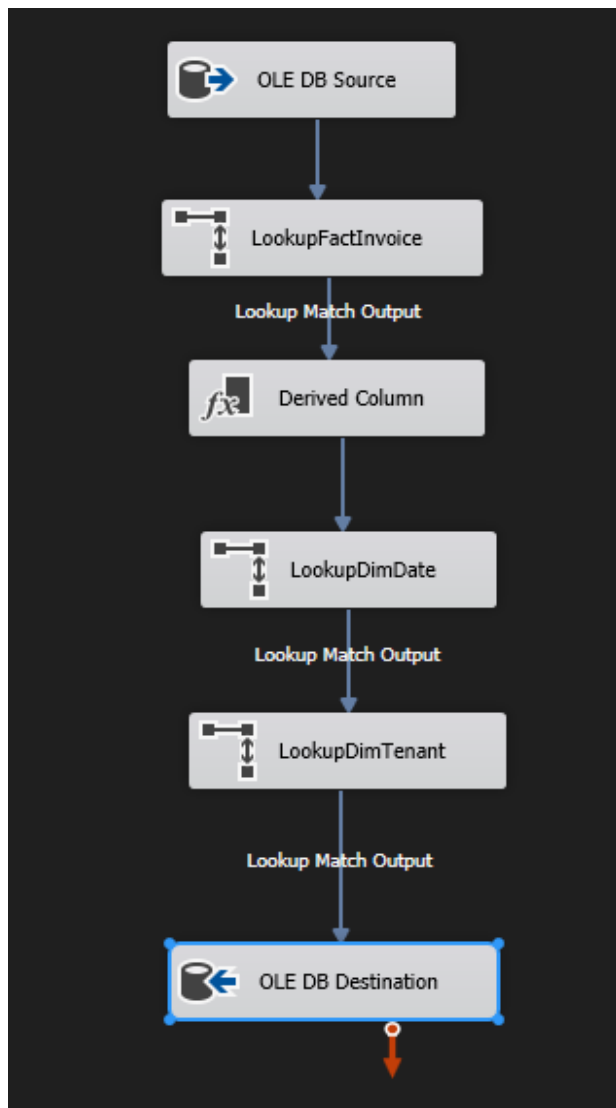 OLE DB Source
LookupFactInvoice
Lookup Match Output
fx Derived Column
LookupDimDate
Lookup Match Output
LookupDimTenant
Lookup Match Output
OLE DB Destination